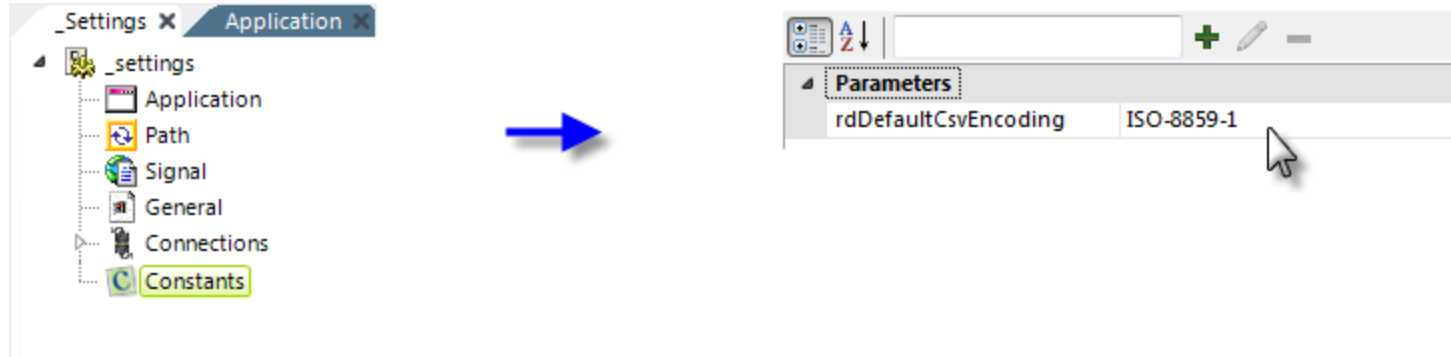 _Settings
Application
_settings
Application
Path
Signal
General
Connections
C Constants
A
Z
Parameters
rdDefaultCsvEncoding ISO-8859-1